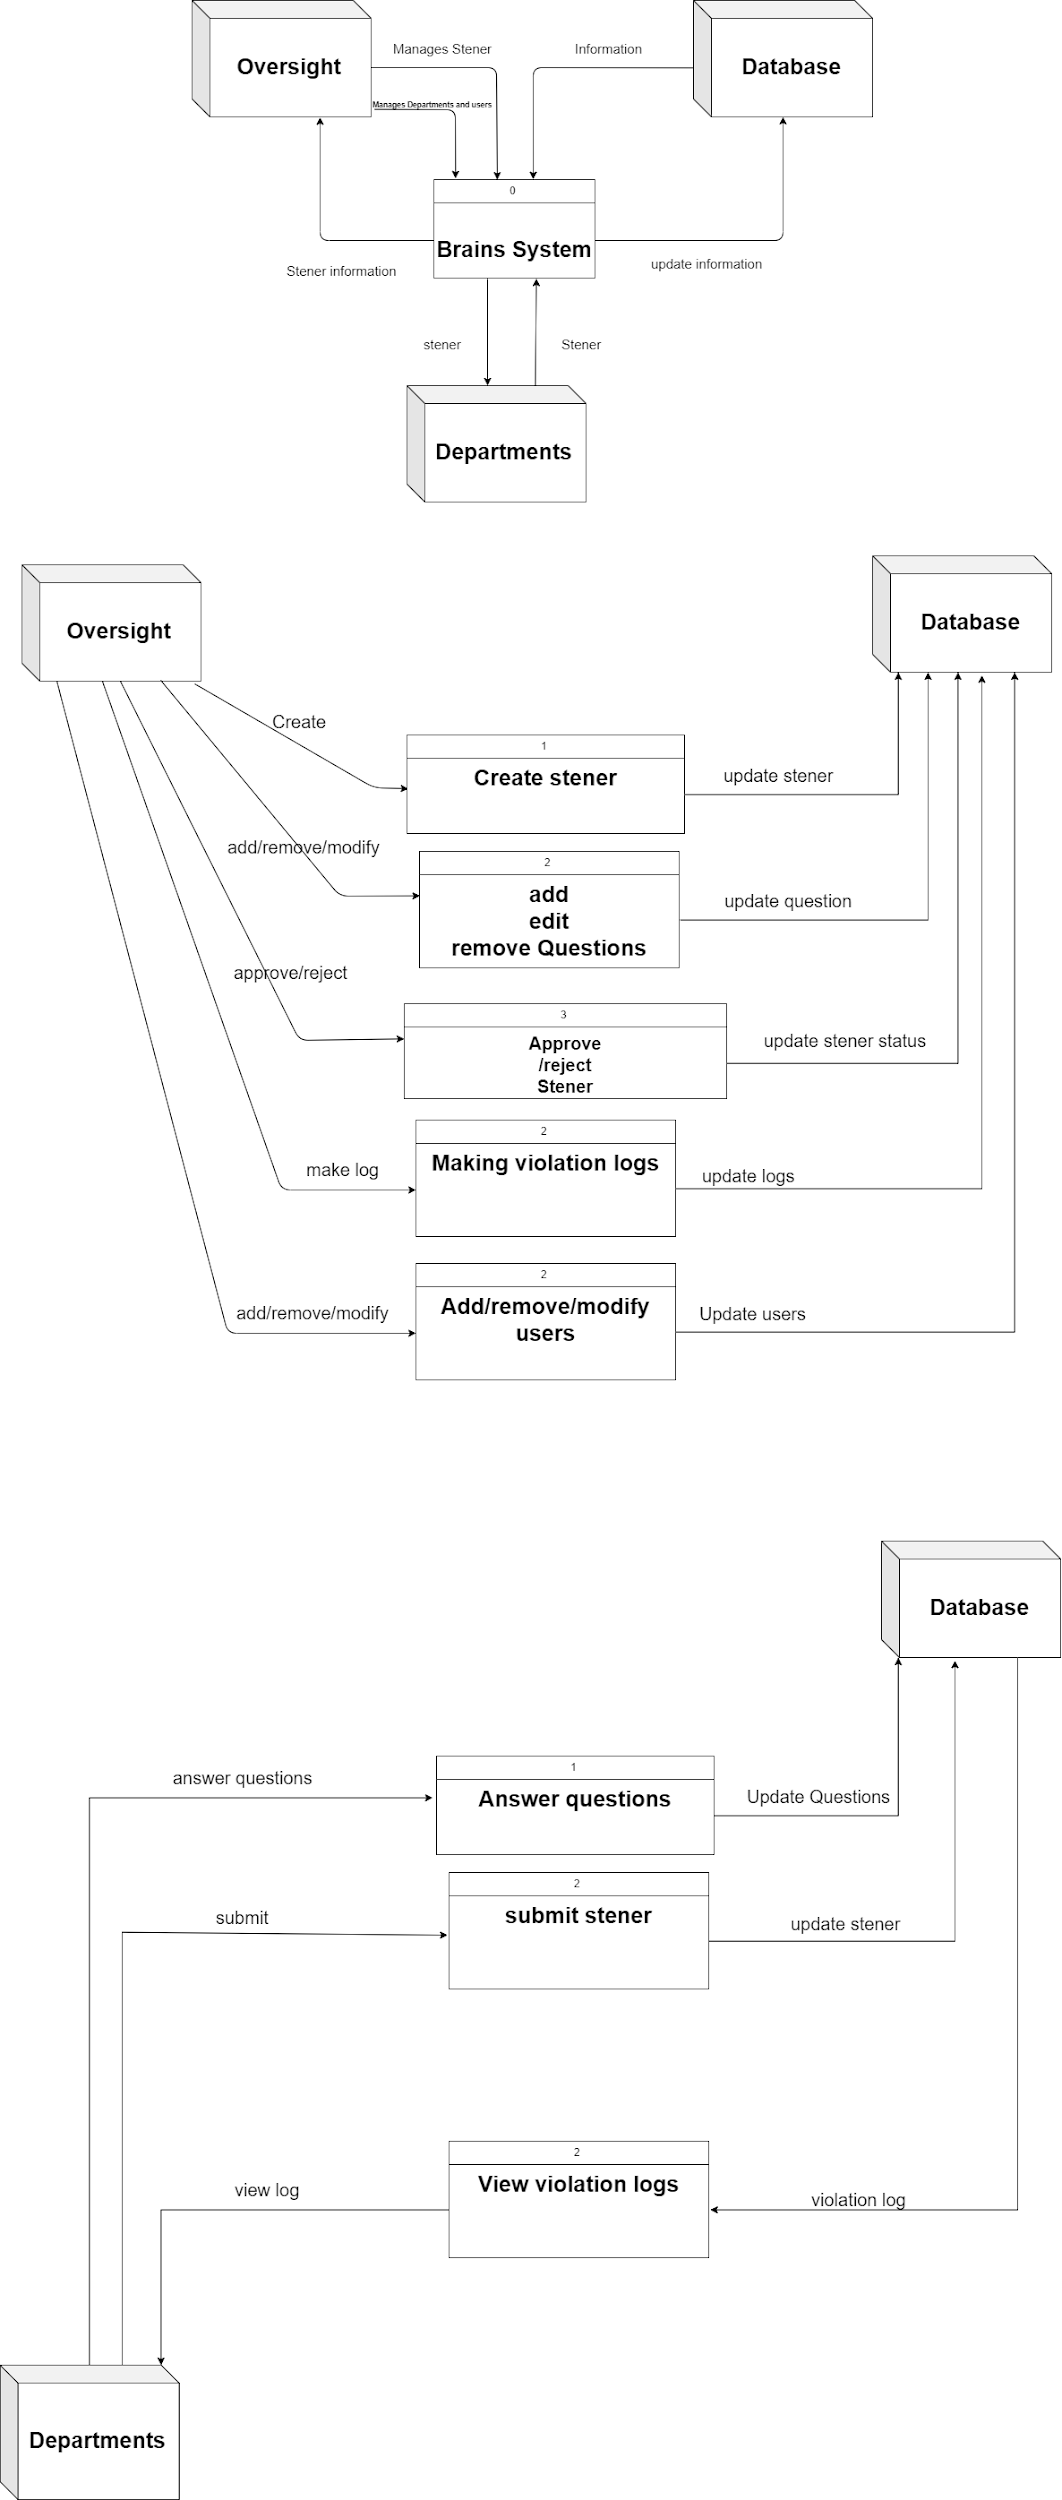 Oversight
Manages Stener
Information
Database
Manages Departments and users
0
Brains System
Stener information
update information
stener
Stener
Departments
Oversight
Database
Create
1
Create stener
update stener
add/remove/modify
2
add
edit
remove Questions
update question
approve/reject
3
Approve
/reject
Stener
update stener status
make log
2
Making violation logs
update logs
add/remove/modify
2
Add/remove/modify
users
Update users
Database
answer questions
1
Answer questions
Update Questions
submit
2
submit stener
update stener
view log
2
View violation logs
violation log
Departments